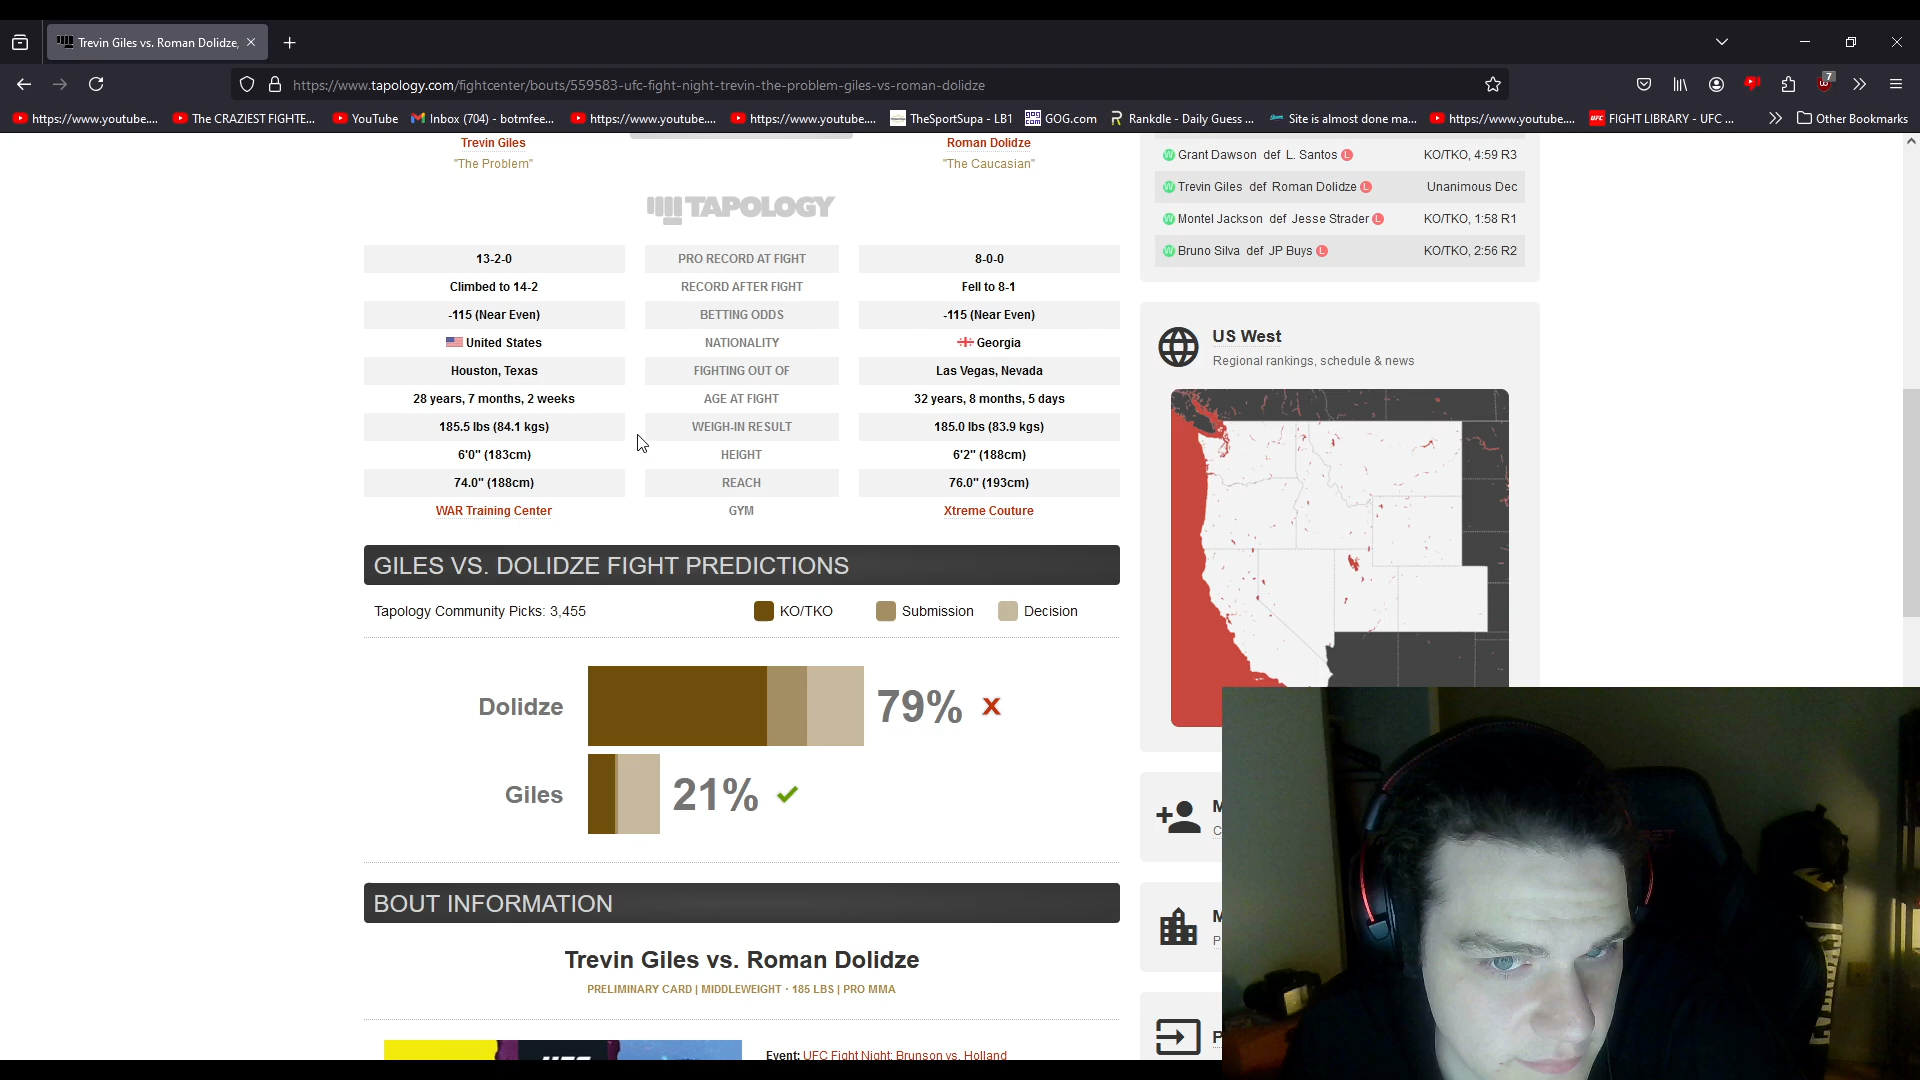 Trevin Giles vs. Roman Dolidze,
https://www.tapology.com/fightcenter/bouts/559583-ufc-fight-night-trevin-the-problem-giles-vs-roman-dolidze
7
https://www.youtube....
The CRAZIEST FIGHTE...
YouTube
Inbox (704) - botmfee...
https://www.youtube....
https://www.youtube....
TheSportSupa - LB1
GOG.com
Rankdle - Daily Guess ...
Site is almost done ma...
https://www.youtube....
FIGHT LIBRARY - UFC ...
Other Bookmarks
Trevin Giles
Roman Dolidze
"The Problem"
"The Caucasian"
TAPOLOGY
13-2-0 PRO RECORD AT FIGHT 8-0-0
Climbed to 14-2 RECORD AFTER FIGHT Fell to 8-1
-115 (Near Even) BETTING ODDS -115 (Near Even)
United States NATIONALITY Georgia
Houston, Texas FIGHTING OUT OF Las Vegas, Nevada
28 years, 7 months, 2 weeks AGE AT FIGHT 32 years, 8 months, 5 days
185.5 lbs (84.1 kgs) WEIGH-IN RESULT 185.0 lbs (83.9 kgs)
6'0" (183cm) HEIGHT 6'2" (188cm)
74.0" (188cm) REACH 76.0" (193cm)
WAR Training Center GYM Xtreme Couture
GILES VS. DOLIDZE FIGHT PREDICTIONS
Tapology Community Picks: 3,455 KO/TKO Submission Decision
Dolidze 79% X
Giles 21%
BOUT INFORMATION
Trevin Giles vs. Roman Dolidze
PRELIMINARY CARD | MIDDLEWEIGHT · 185 LBS | PRO MMA
UFC
Event: UFC Fight Night: Brunson vs. Holland
W Grant Dawson def L. Santos L KO/TKO, 4:59 R3
W Trevin Giles def Roman Dolidze L Unanimous Dec
W Montel Jackson def Jesse Strader L KO/TKO, 1:58 R1
W Bruno Silva def JP Buys L KO/TKO, 2:56 R2
US West
Regional rankings, schedule & news
M
C
M
P
P